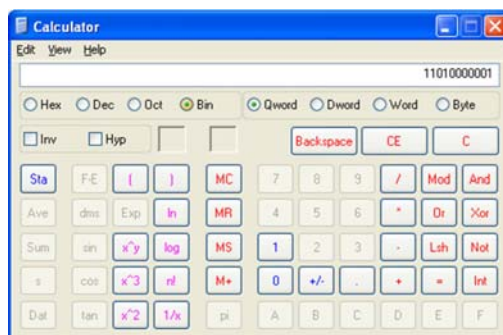 Calculator
Edit View Help
11010000001
Hex Dec Oct Bin Qword Dword Word Byte
Inv Hyp Backspace CE C
Sta F-E ( ) MC 7 8 9 / Mod And
Ave dms Exp ln MR 4 5 6 * Or Xor
Sum sin x^y log MS 1 2 3 - Lsh Not
s cos x^3 n! M+ 0 +/- . + = Int
Dat tan x^2 1/x pi A B C D E F